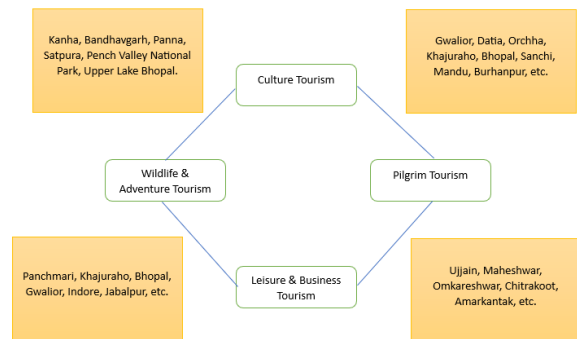 Kanha, Bandhavgarh, Panna,
Satpura, Pench Valley National
Park, Upper Lake Bhopal.
Gwalior, Datia, Orchha,
Khajuraho, Bhopal, Sanchi,
Mandu, Burhanpur, etc.
Culture Tourism
Wildlife &
Adventure Tourism
Pilgrim Tourism
Panchmari, Khajuraho, Bhopal,
Gwalior, Indore, Jabalpur, etc.
Leisure & Business
Tourism
Ujjain, Maheshwar,
Omkareshwar, Chitrakoot,
Amarkantak, etc.